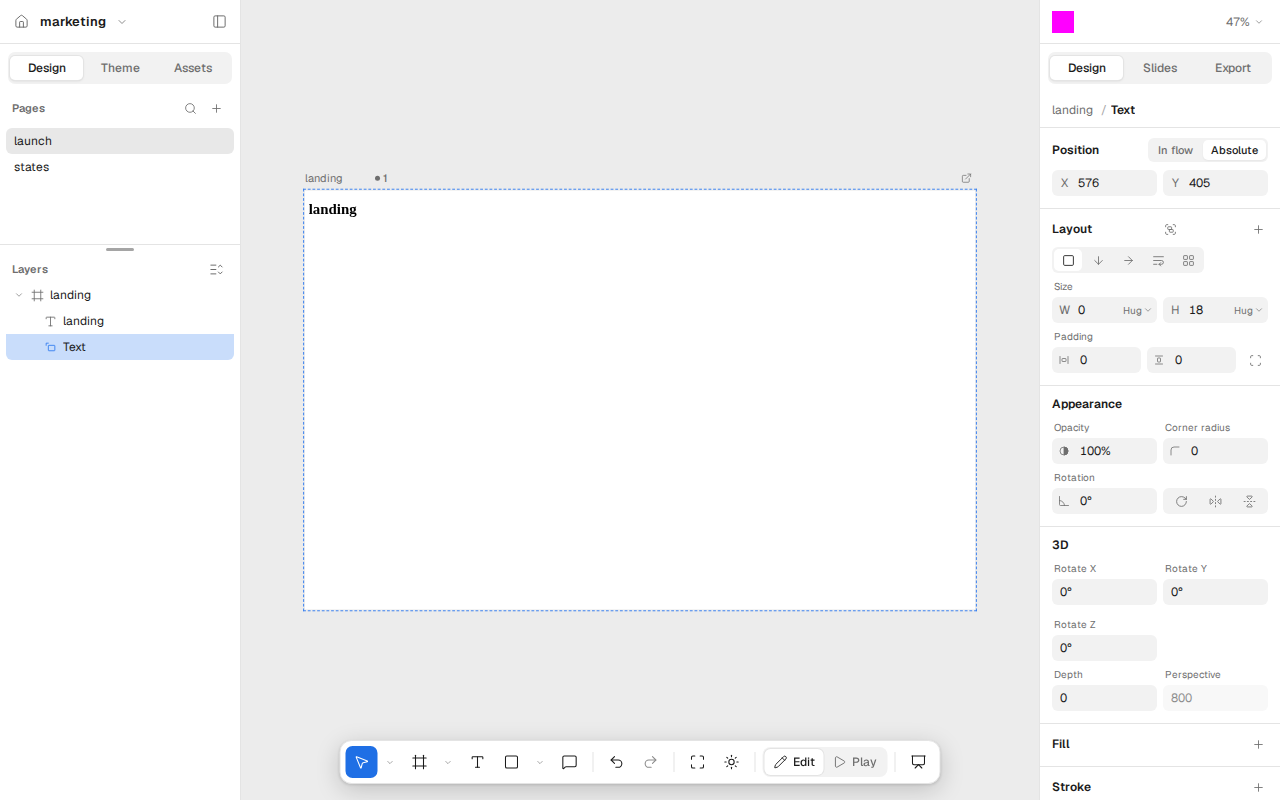 marketing
Design
Theme
Assets
Pages
launch
states
Layers
landing
landing
Text
landing
1
landing
Edit
Play
47%
Design
Slides
Export
landing / Text
Position
In flow
Absolute
X 576
Y 405
Layout
Size
W 0 Hug
H 18 Hug
Padding
0
0
Appearance
Opacity
Corner radius
100%
0
Rotation
0°
3D
Rotate X
Rotate Y
0°
0°
Rotate Z
0°
Depth
Perspective
0
800
Fill
Stroke